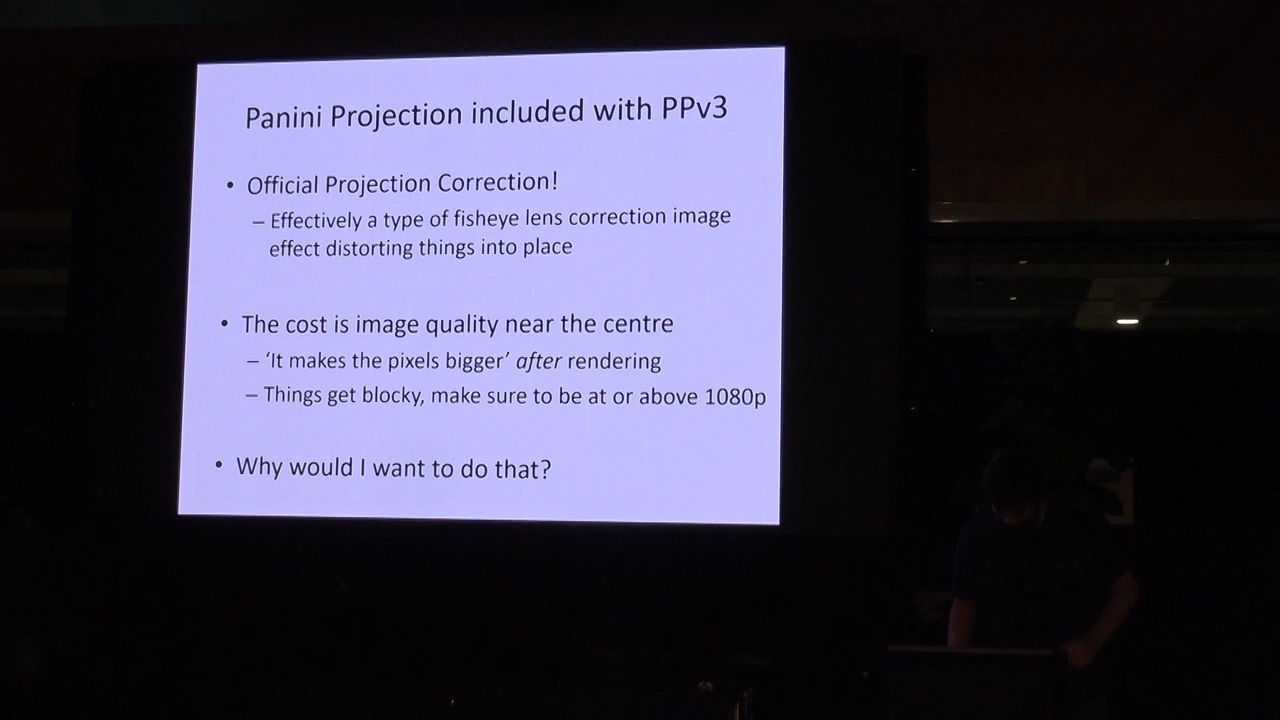 Panini Projection included with PPv3
• Official Projection Correction!
– Effectively a type of fisheye lens correction image
effect distorting things into place
• The cost is image quality near the centre
– ‘It makes the pixels bigger’ after rendering
– Things get blocky, make sure to be at or above 1080p
• Why would I want to do that?